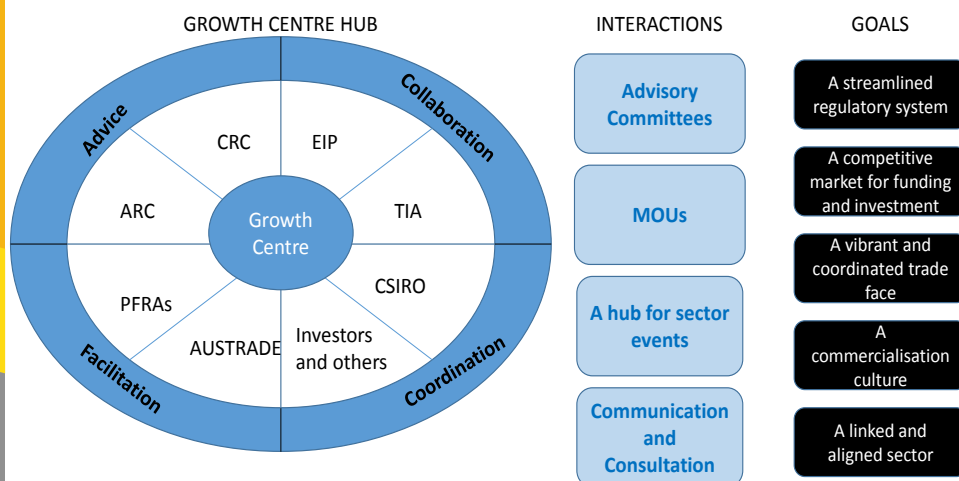 GROWTH CENTRE HUB
Advice
Collaboration
CRC
EIP
ARC
TIA
Growth
Centre
PFRAs
CSIRO
AUSTRADE
Investors
and others
Facilitation
Coordination
INTERACTIONS
Advisory
Committees
MOUs
A hub for sector
events
Communication
and
Consultation
GOALS
A streamlined
regulatory system
A competitive
market for funding
and investment
A vibrant and
coordinated trade
face
A
commercialisation
culture
A linked and
aligned sector